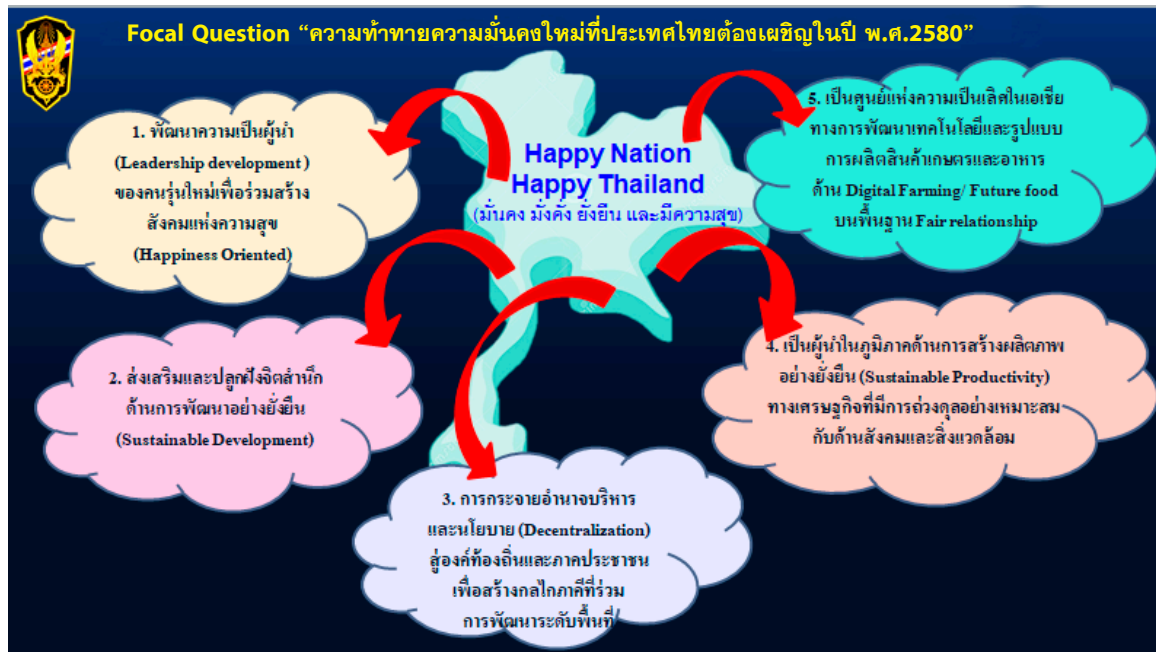 Focal Question “ความท้าทายความมั่นคงใหม่ที่ประเทศไทยต้องเผชิญในปี พ.ศ.2580”
Happy Nation
Happy Thailand
(มั่นคง มั่งคั่ง ยั่งยืน และมีความสุข)
1. พัฒนาความเป็นผู้นำ
(Leadership development )
ของคนรุ่นใหม่เพื่อร่วมสร้าง
สังคมแห่งความสุข
(Happiness Oriented)
2. ส่งเสริมและปลูกฝังจิตสำนึก
ด้านการพัฒนาอย่างยั่งยืน
(Sustainable Development)
3. การกระจายอำนาจบริหาร
และนโยบาย (Decentralization)
สู่องค์ท้องถิ่นและภาคประชาชน
เพื่อสร้างกลไกภาคีที่ร่วม
การพัฒนาระดับพื้นที่
4. เป็นผู้นำในภูมิภาคด้านการสร้างผลิตภาพ
อย่างยั่งยืน (Sustainable Productivity)
ทางเศรษฐกิจที่มีการถ่วงดุลอย่างเหมาะสม
กับด้านสังคมและสิ่งแวดล้อม
5. เป็นศูนย์แห่งความเป็นเลิศในเอเชีย
ทางการพัฒนาเทคโนโลยีและรูปแบบ
การผลิตสินค้าเกษตรและอาหาร
ด้าน Digital Farming/ Future food
บนพื้นฐาน Fair relationship